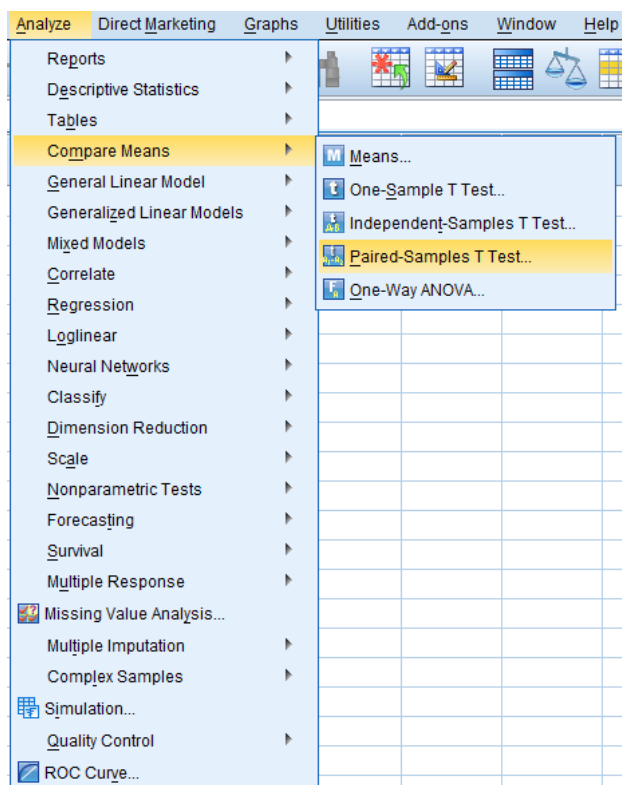 Analyze Direct Marketing Graphs Utilities Add-ons Window Help
Reports
Descriptive Statistics
Tables
Compare Means
General Linear Model
Generalized Linear Models
Mixed Models
Correlate
Regression
Loglinear
Neural Networks
Classify
Dimension Reduction
Scale
Nonparametric Tests
Forecasting
Survival
Multiple Response
Missing Value Analysis...
Multiple Imputation
Complex Samples
Simulation...
Quality Control
ROC Curve...
Means...
One-Sample T Test...
Independent-Samples T Test...
Paired-Samples T Test...
One-Way ANOVA...